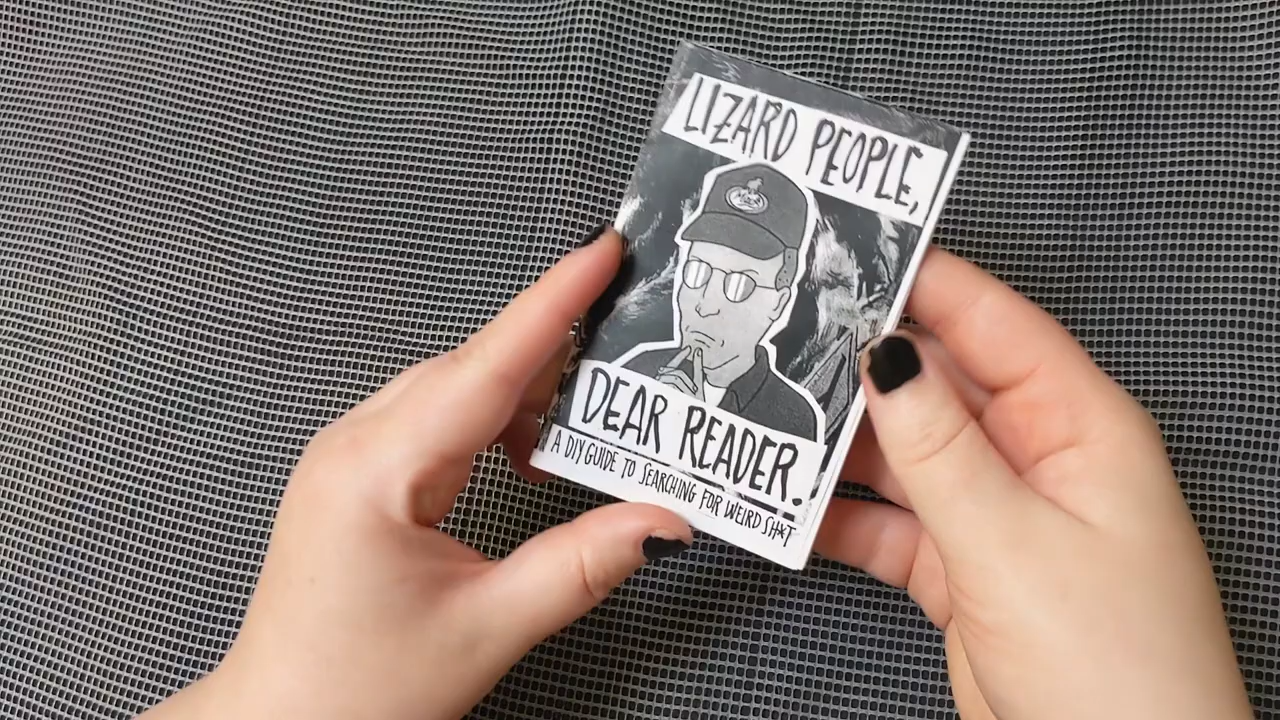 LIZARD PEOPLE,
DEAR READER.
A DIY GUIDE TO SEARCHING FOR WEIRD SH*T